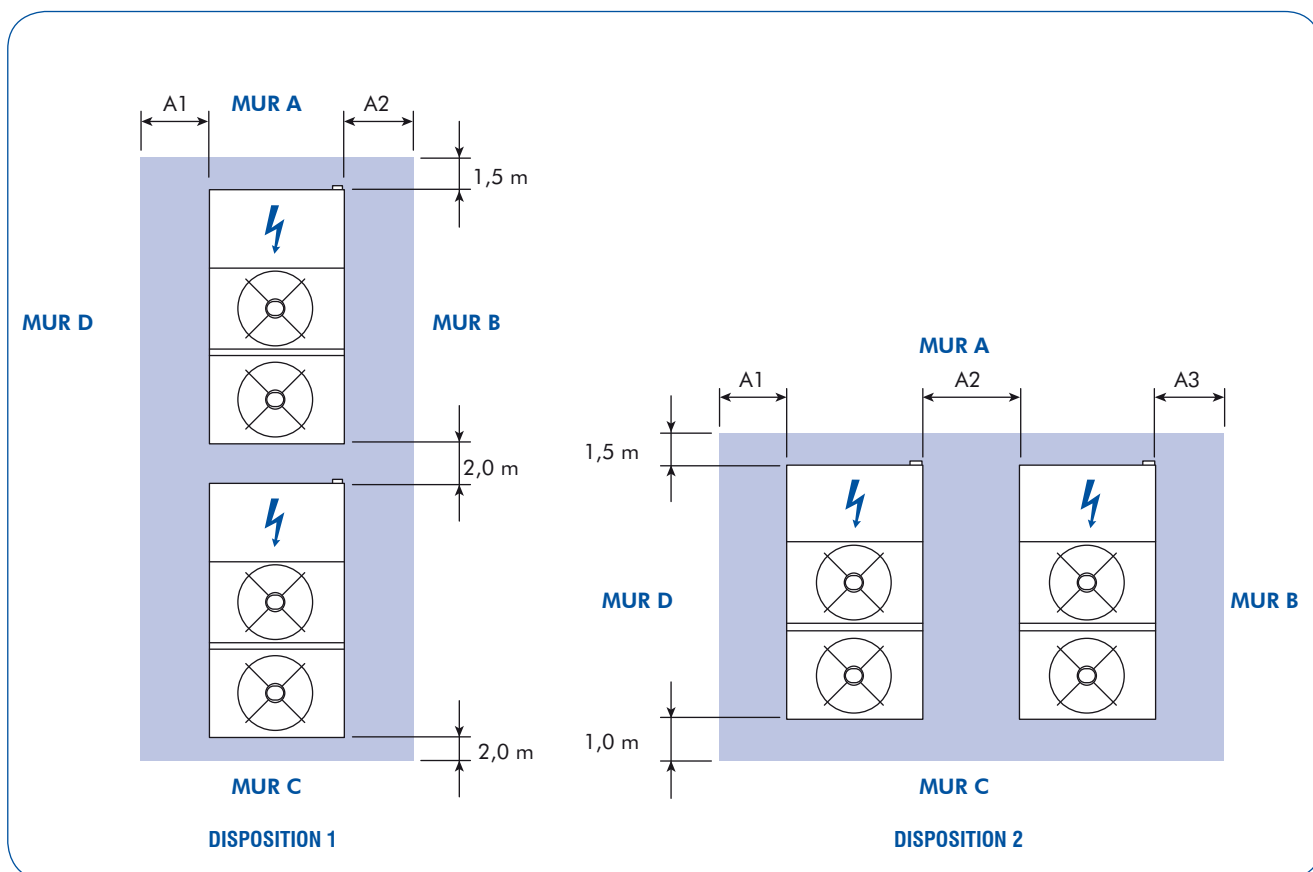 A1
MUR A
A2
1,5 m
MUR D
MUR B
2,0 m
2,0 m
MUR C
DISPOSITION 1
MUR A
A1
A2
A3
1,5 m
MUR D
MUR B
1,0 m
MUR C
DISPOSITION 2